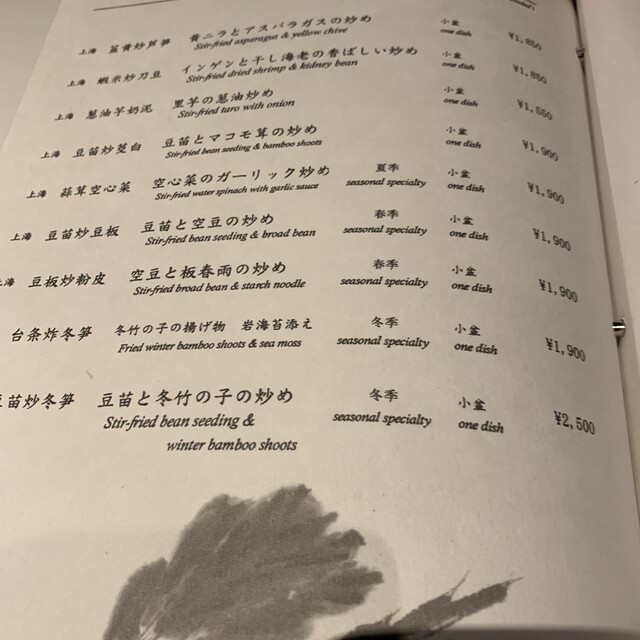 上海 韮黄炒芦笋 黄ニラとアスパラガスの炒め 小盆 ¥1,850
Stir-fried asparagus & yellow chive one dish
上海 蝦米炒刀豆 インゲンと干し海老の香ばしい炒め 小盆 ¥1,850
Stir-fried dried shrimp & kidney bean one dish
上海 葱油芋奶泥 里芋の葱油炒め 小盆 ¥1,550
Stir-fried taro with onion one dish
上海 豆苗炒茭白 豆苗とマコモ茸の炒め 小盆 ¥1,900
Stir-fried bean seeding & bamboo shoots one dish
上海 蒜茸空心菜 空心菜のガーリック炒め 夏季 小盆 ¥1,900
Stir-fried water spinach with garlic sauce seasonal specialty one dish
上海 豆苗炒豆板 豆苗と空豆の炒め 春季 小盆 ¥1,900
Stir-fried bean seeding & broad bean seasonal specialty one dish
豆板炒粉皮 空豆と板春雨の炒め 春季 小盆 ¥1,900
Stir-fried broad bean & starch noodle seasonal specialty one dish
台条炸冬笋 冬竹の子の揚げ物 岩海苔添え 冬季 小盆 ¥1,900
Fried winter bamboo shoots & sea moss seasonal specialty one dish
豆苗炒冬笋 豆苗と冬竹の子の炒め 冬季 小盆 ¥2,500
Stir-fried bean seeding & seasonal specialty one dish
winter bamboo shoots